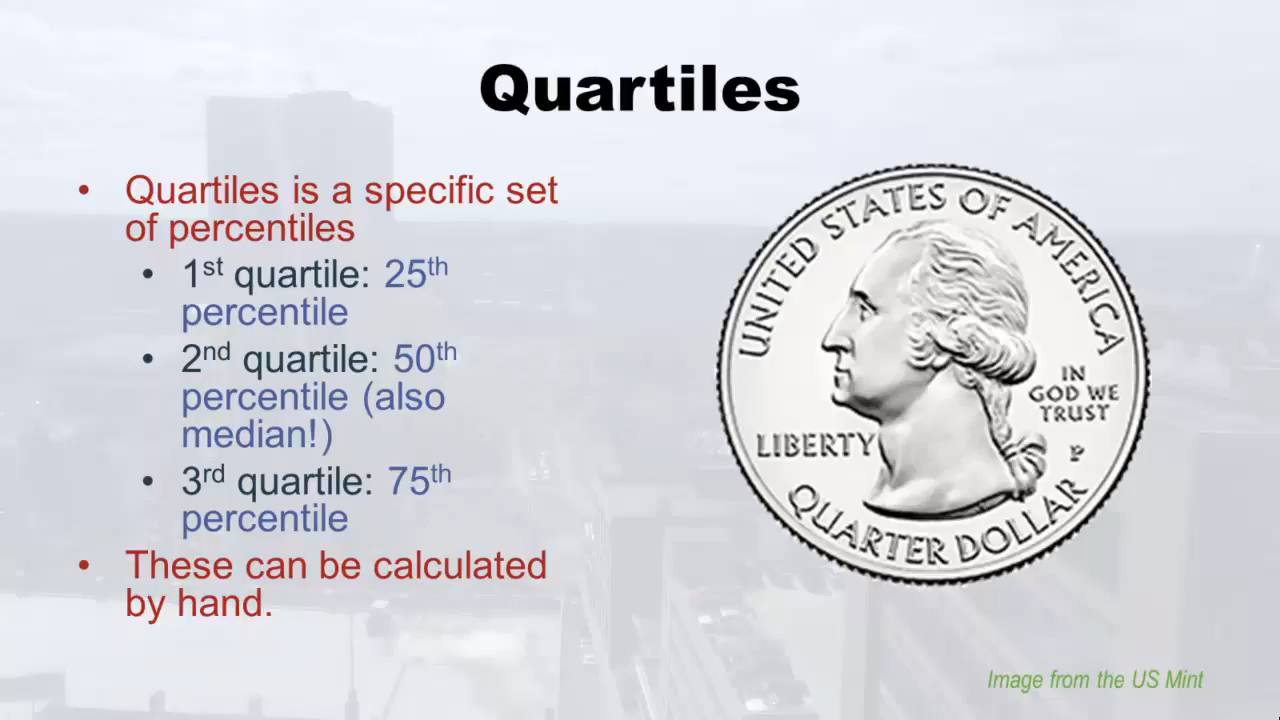 Quartiles
• Quartiles is a specific set
of percentiles
• 1st quartile: 25th
percentile
• 2nd quartile: 50th
percentile (also
median!)
• 3rd quartile: 75th
percentile
• These can be calculated
by hand.
UNITED STATES OF AMERICA
IN
GOD WE
TRUST
LIBERTY
P
QUARTER DOLLAR
Image from the US Mint